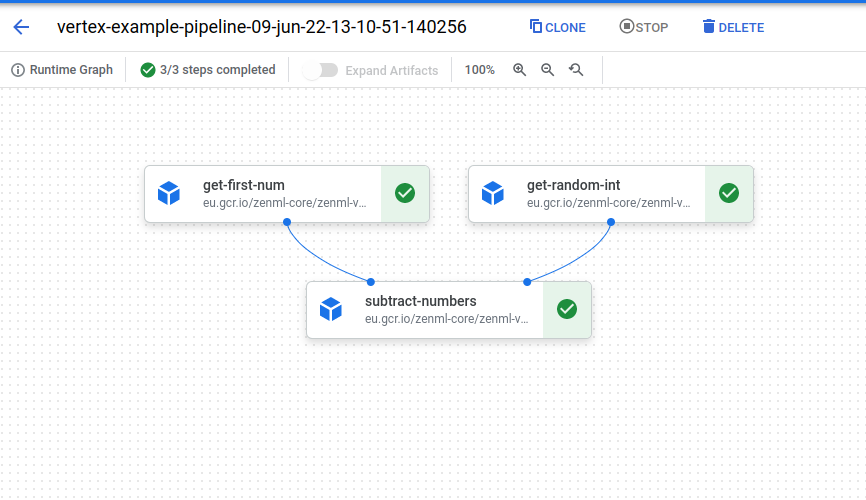 vertex-example-pipeline-09-jun-22-13-10-51-140256 CLONE STOP DELETE
Runtime Graph 3/3 steps completed Expand Artifacts 100%
get-first-num get-random-int
eu.gcr.io/zenml-core/zenml-v... eu.gcr.io/zenml-core/zenml-v...
subtract-numbers
eu.gcr.io/zenml-core/zenml-v...